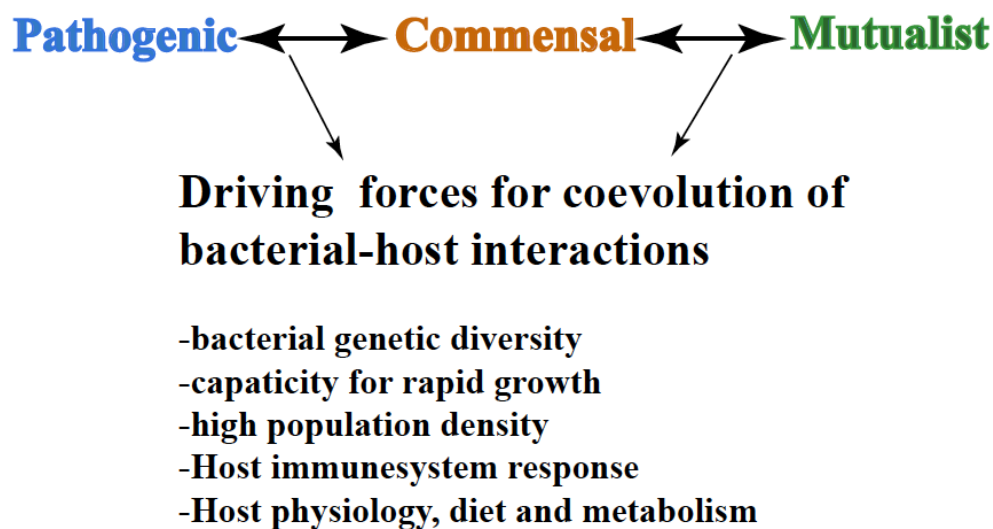 Pathogenic Commensal Mutualist
Driving forces for coevolution of
bacterial-host interactions
-bacterial genetic diversity
-capaticity for rapid growth
-high population density
-Host immunesystem response
-Host physiology, diet and metabolism